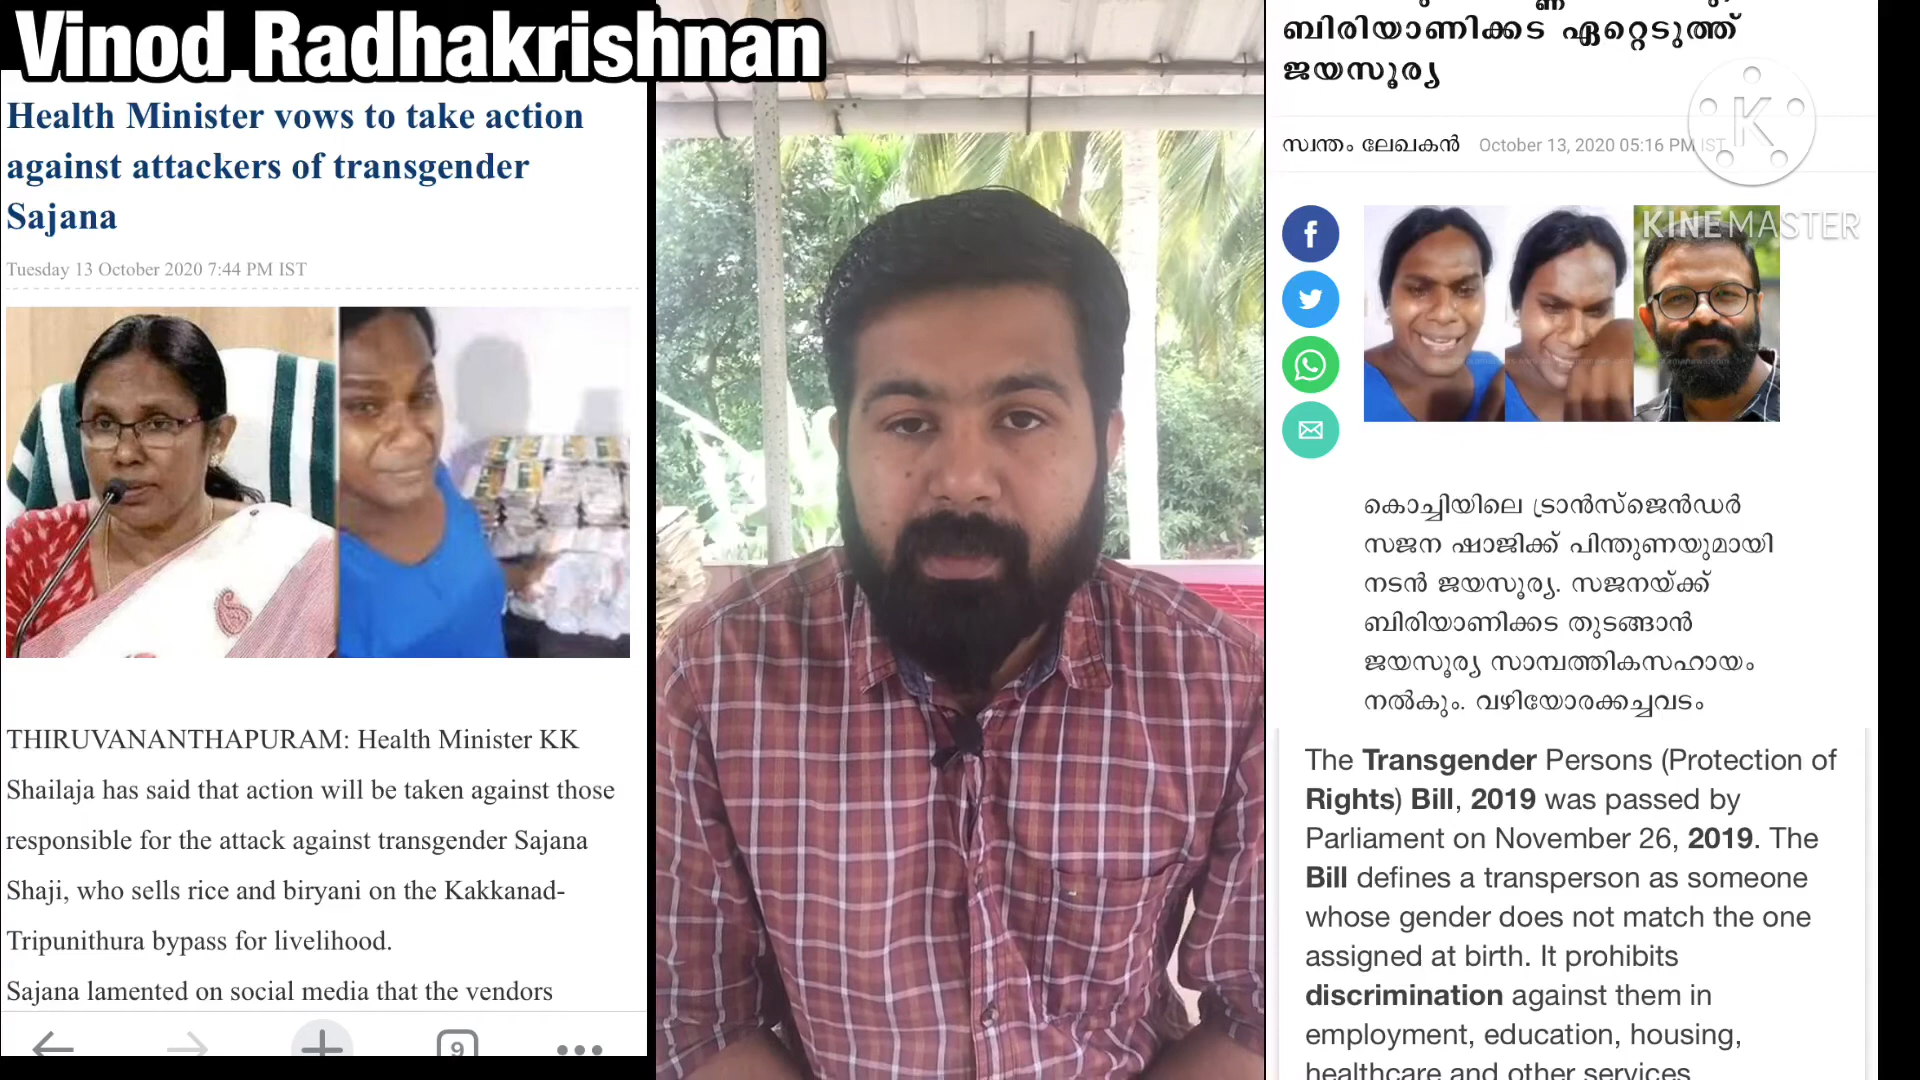 Vinod Radhakrishnan
Health Minister vows to take action
against attackers of transgender
Sajana
Tuesday 13 October 2020 7:44 PM IST
THIRUVANANTHAPURAM: Health Minister KK
Shailaja has said that action will be taken against those
responsible for the attack against transgender Sajana
Shaji, who sells rice and biryani on the Kakkanad-
Tripunithura bypass for livelihood.
Sajana lamented on social media that the vendors
9
ബിരിയാണിക്കട ഏറ്റെടുത്ത്
ജയസൂര്യ
സ്വന്തം ലേഖകൻ October 13, 2020 05:16 PM IST
K
KINEMASTER
കൊച്ചിയിലെ ട്രാൻസ്ജെൻഡർ
സജന ഷാജിക്ക് പിന്തുണയുമായി
നടൻ ജയസൂര്യ. സജനയ്ക്ക്
ബിരിയാണിക്കട തുടങ്ങാൻ
ജയസൂര്യ സാമ്പത്തികസഹായം
നൽകും. വഴിയോരക്കച്ചവടം
The Transgender Persons (Protection of
Rights) Bill, 2019 was passed by
Parliament on November 26, 2019. The
Bill defines a transperson as someone
whose gender does not match the one
assigned at birth. It prohibits
discrimination against them in
employment, education, housing,
healthcare and other services